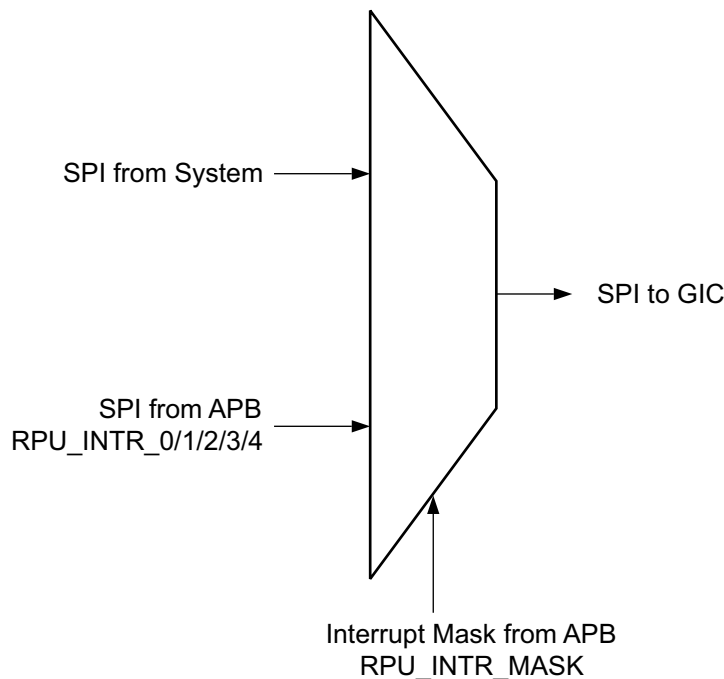 SPI from System
SPI to GIC
SPI from APB
RPU_INTR_0/1/2/3/4
Interrupt Mask from APB
RPU_INTR_MASK